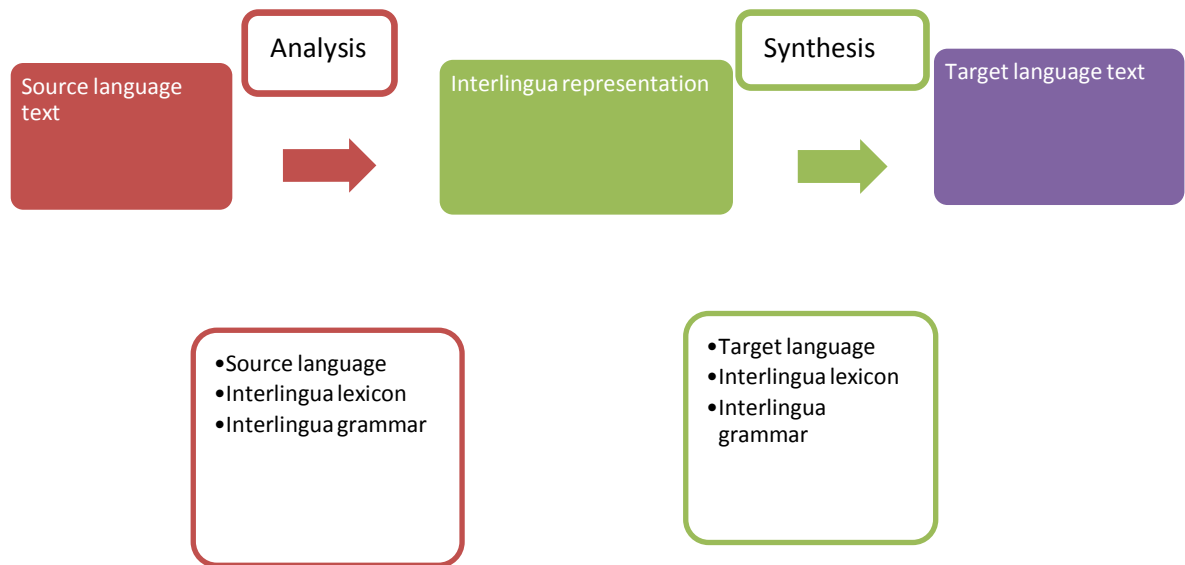 Analysis
Synthesis
Source language
text
Interlingua representation
Target language text
•Source language
•Interlingua lexicon
•Interlingua grammar
•Target language
•Interlingua lexicon
•Interlingua
grammar